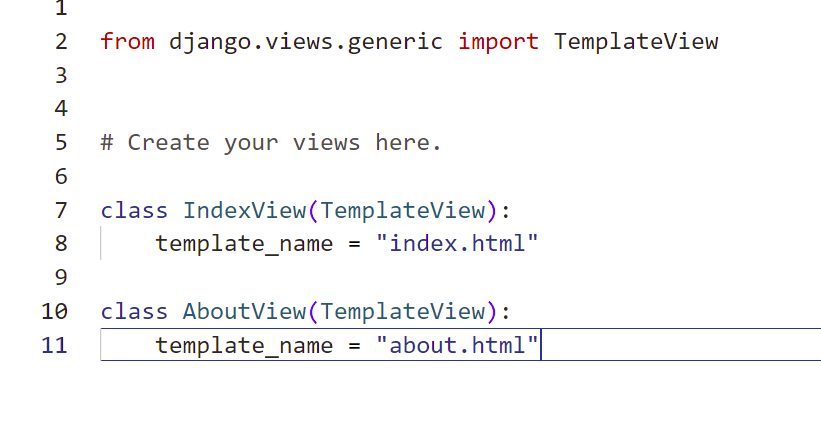 1
2 from django.views.generic import TemplateView
3
4
5 # Create your views here.
6
7 class IndexView(TemplateView):
8     template_name = "index.html"
9
10 class AboutView(TemplateView):
11     template_name = "about.html"